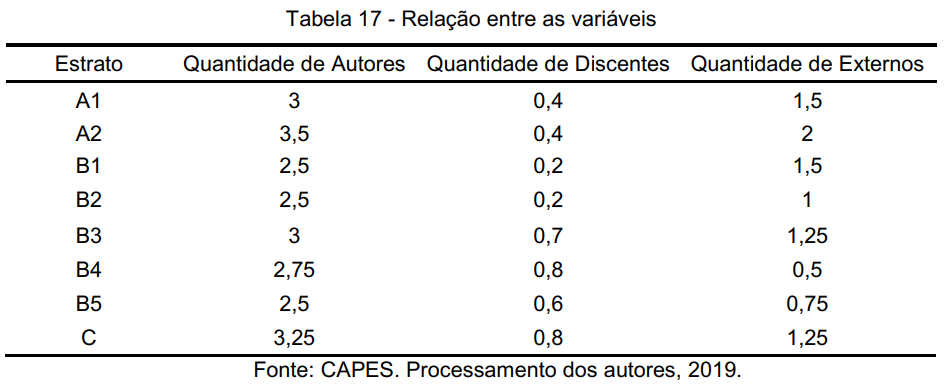 Tabela 17 - Relação entre as variáveis
Estrato Quantidade de Autores Quantidade de Discentes Quantidade de Externos
A1 3 0,4 1,5
A2 3,5 0,4 2
B1 2,5 0,2 1,5
B2 2,5 0,2 1
B3 3 0,7 1,25
B4 2,75 0,8 0,5
B5 2,5 0,6 0,75
C 3,25 0,8 1,25
Fonte: CAPES. Processamento dos autores, 2019.